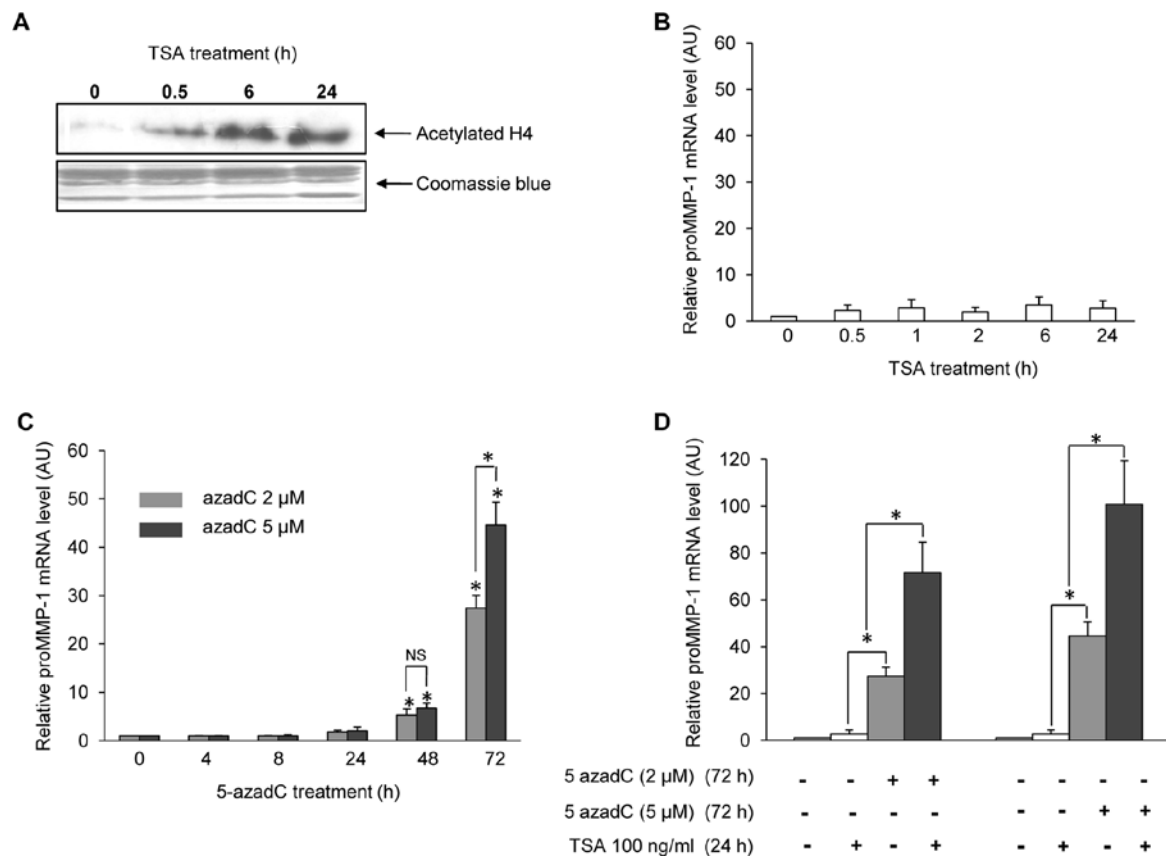 A
TSA treatment (h)
0 0.5 6 24
Acetylated H4
Coomassie blue
B
Relative proMMP-1 mRNA level (AU)
60
50
40
30
20
10
0
0 0.5 1 2 6 24
TSA treatment (h)
C
Relative proMMP-1 mRNA level (AU)
60
50
40
30
20
10
0
azadC 2 µM
azadC 5 µM
NS
* *
*
* *
0 4 8 24 48 72
5-azadC treatment (h)
D
Relative proMMP-1 mRNA level (AU)
120
100
80
60
40
20
0
* *
* *
5 azadC (2 µM) (72 h) - - + + - - - -
5 azadC (5 µM) (72 h) - - - - - - + +
TSA 100 ng/ml (24 h) - + - + - + - +